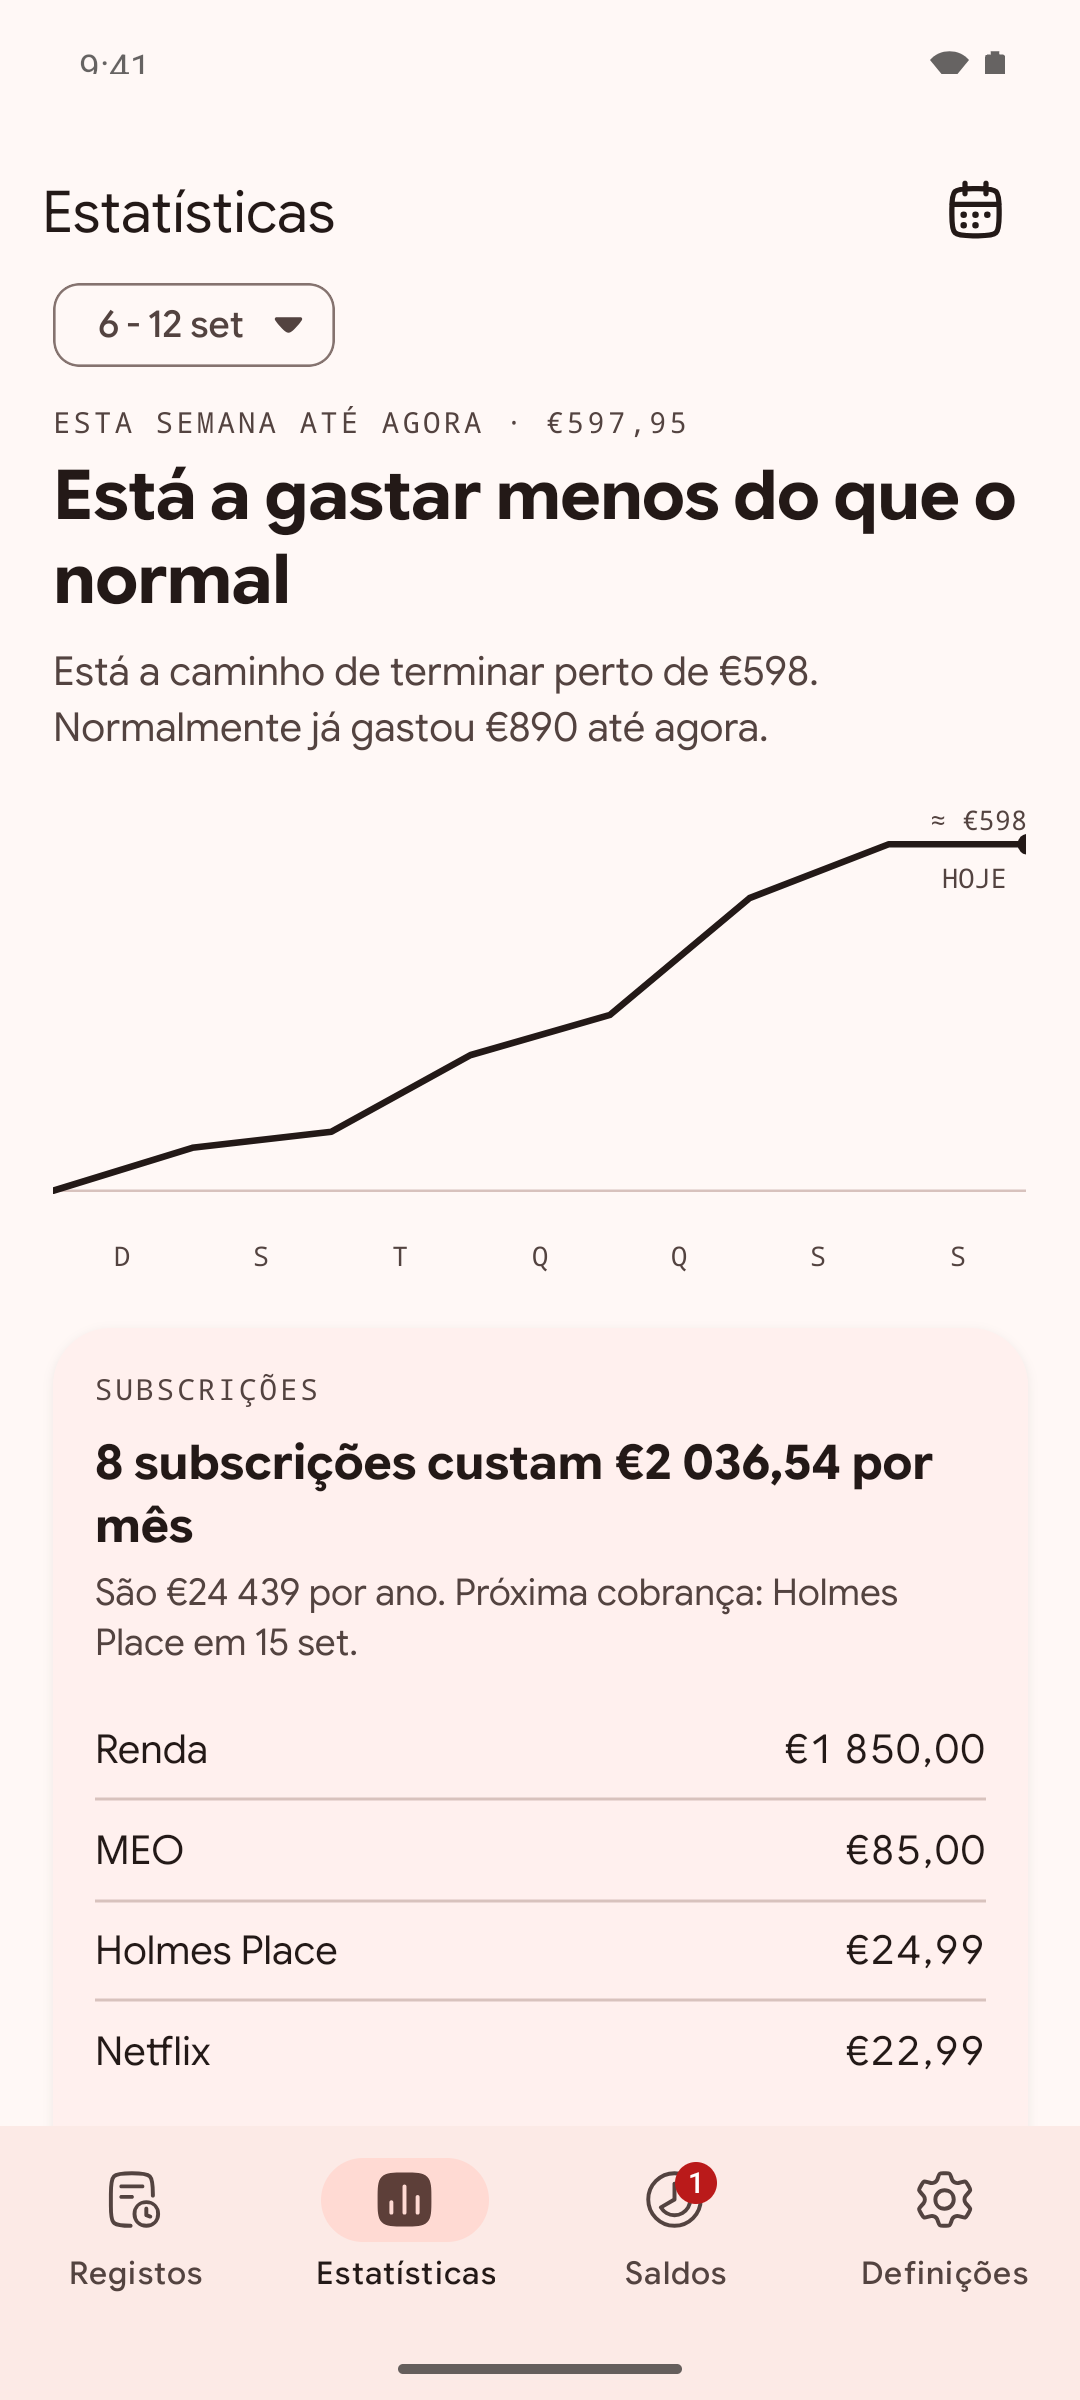 9:41
Estatísticas
6 - 12 set
ESTA SEMANA ATÉ AGORA · €597,95
Está a gastar menos do que o
normal
Está a caminho de terminar perto de €598.
Normalmente já gastou €890 até agora.
≈ €598
HOJE
D S T Q Q S S
SUBSCRIÇÕES
8 subscrições custam €2 036,54 por
mês
São €24 439 por ano. Próxima cobrança: Holmes
Place em 15 set.
Renda €1 850,00
MEO €85,00
Holmes Place €24,99
Netflix €22,99
1
Registos Estatísticas Saldos Definições